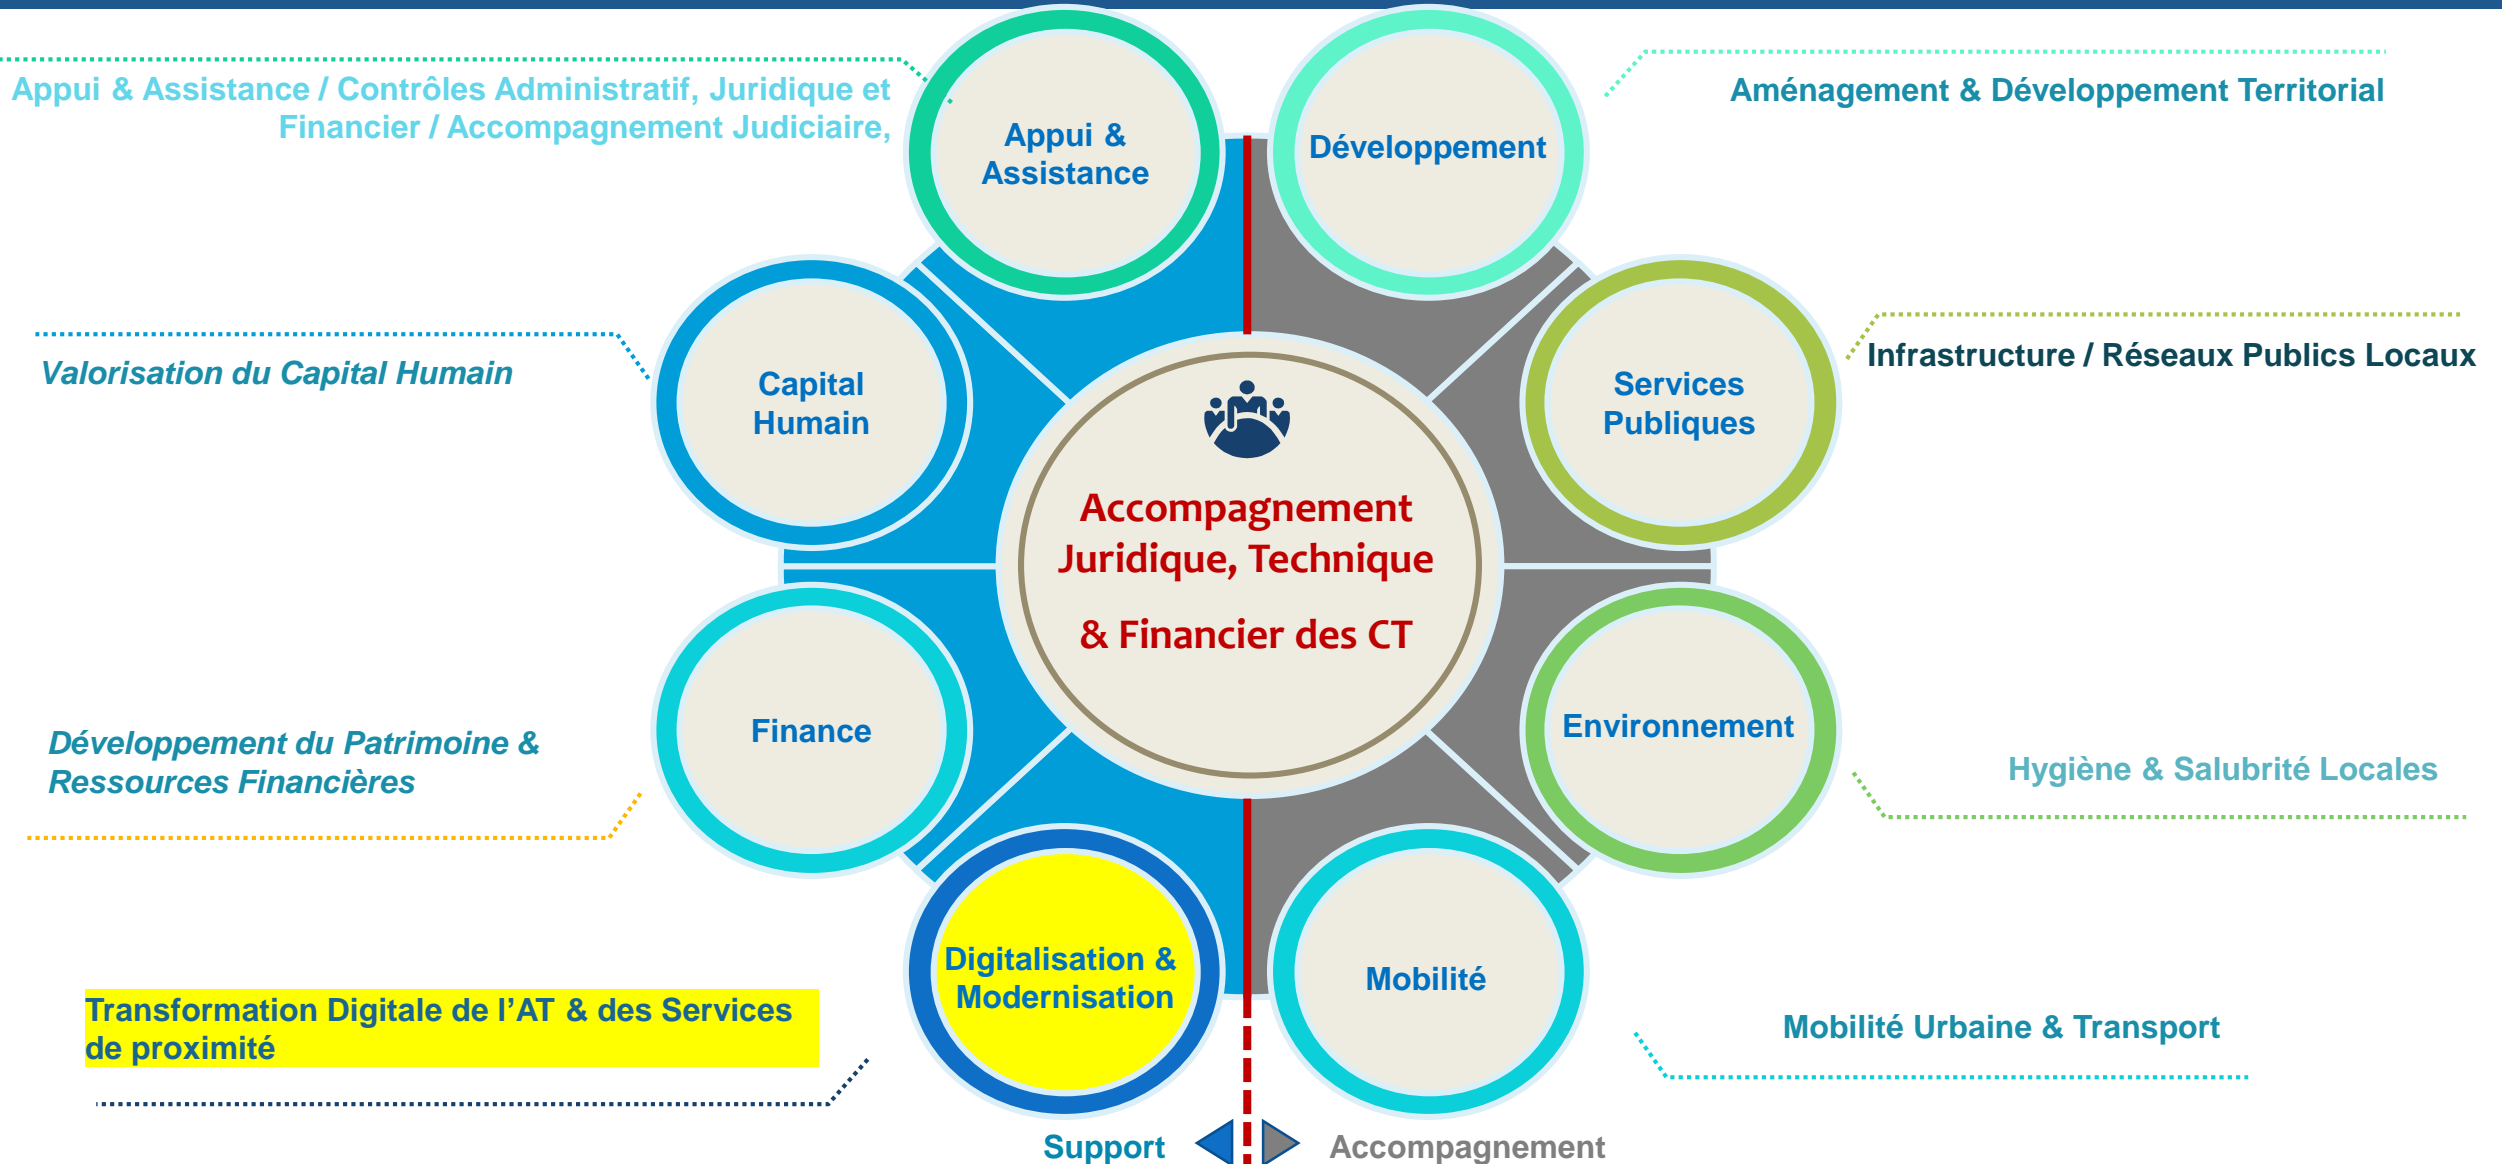 Appui & Assistance / Contrôles Administratif, Juridique et
Financier / Accompagnement Judiciaire,
Appui &
Assistance
Développement
Aménagement & Développement Territorial
Valorisation du Capital Humain
Capital
Humain
Services
Publiques
Infrastructure / Réseaux Publics Locaux
Accompagnement
Juridique, Technique
& Financier des CT
Développement du Patrimoine &
Ressources Financières
Finance
Environnement
Hygiène & Salubrité Locales
Transformation Digitale de l’AT & des Services
de proximité
Digitalisation &
Modernisation
Mobilité
Mobilité Urbaine & Transport
Support
Accompagnement